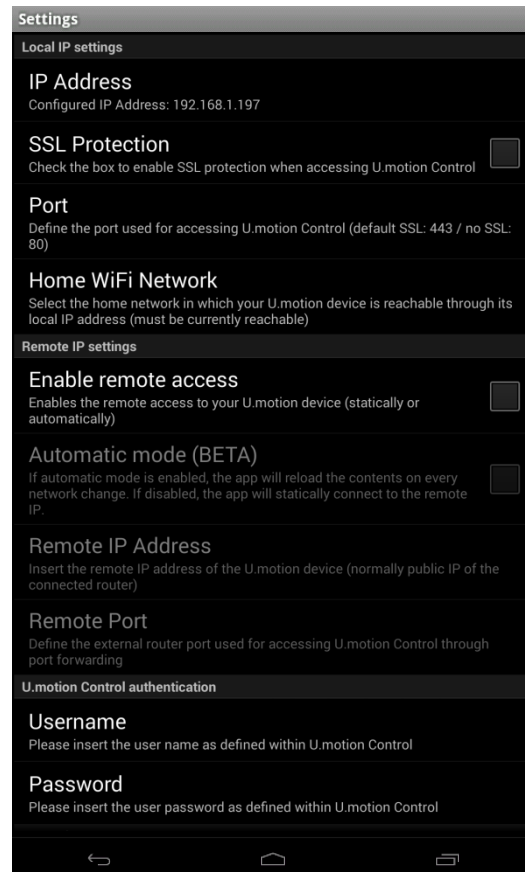 Settings
Local IP settings
IP Address
Configured IP Address: 192.168.1.197
SSL Protection
Check the box to enable SSL protection when accessing U.motion Control
Port
Define the port used for accessing U.motion Control (default SSL: 443 / no SSL:
80)
Home WiFi Network
Select the home network in which your U.motion device is reachable through its
local IP address (must be currently reachable)
Remote IP settings
Enable remote access
Enables the remote access to your U.motion device (statically or
automatically)
Automatic mode (BETA)
If automatic mode is enabled, the app will reload the contents on every
network change. If disabled, the app will statically connect to the remote
IP.
Remote IP Address
Insert the remote IP address of the U.motion device (normally public IP of the
connected router)
Remote Port
Define the external router port used for accessing U.motion Control through
port forwarding
U.motion Control authentication
Username
Please insert the user name as defined within U.motion Control
Password
Please insert the user password as defined within U.motion Control